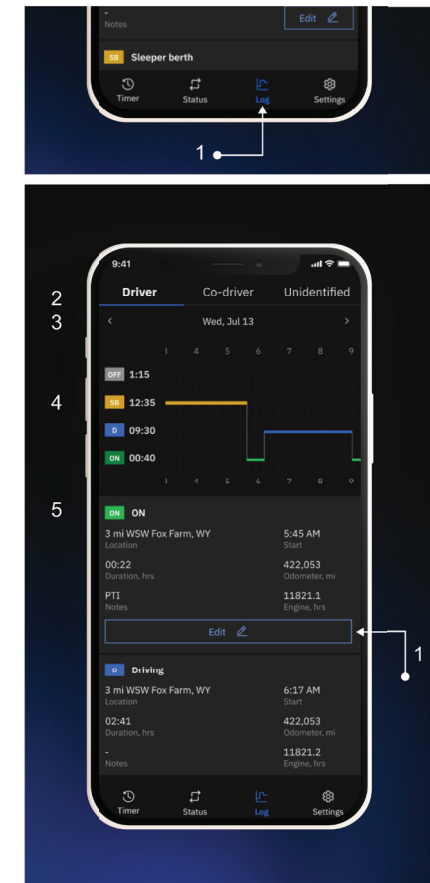 -
Notes
Edit
SB Sleeper berth
Timer Status Log Settings
1
9:41
2
Driver Co-driver Unidentified
3
< Wed, Jul 13 >
1 4 5 6 7 8 9
OFF 1:15
4
SB 12:35
D 09:30
ON 00:40
1 4 5 6 7 8 9
5
ON ON
3 mi WSW Fox Farm, WY 5:45 AM
Location Start
00:22 422,053
Duration, hrs Odometer, mi
PTI 11821.1
Notes Engine, hrs
Edit
1
D Driving
3 mi WSW Fox Farm, WY 6:17 AM
Location Start
02:41 422,053
Duration, hrs Odometer, mi
- 11821.2
Notes Engine, hrs
Timer Status Log Settings